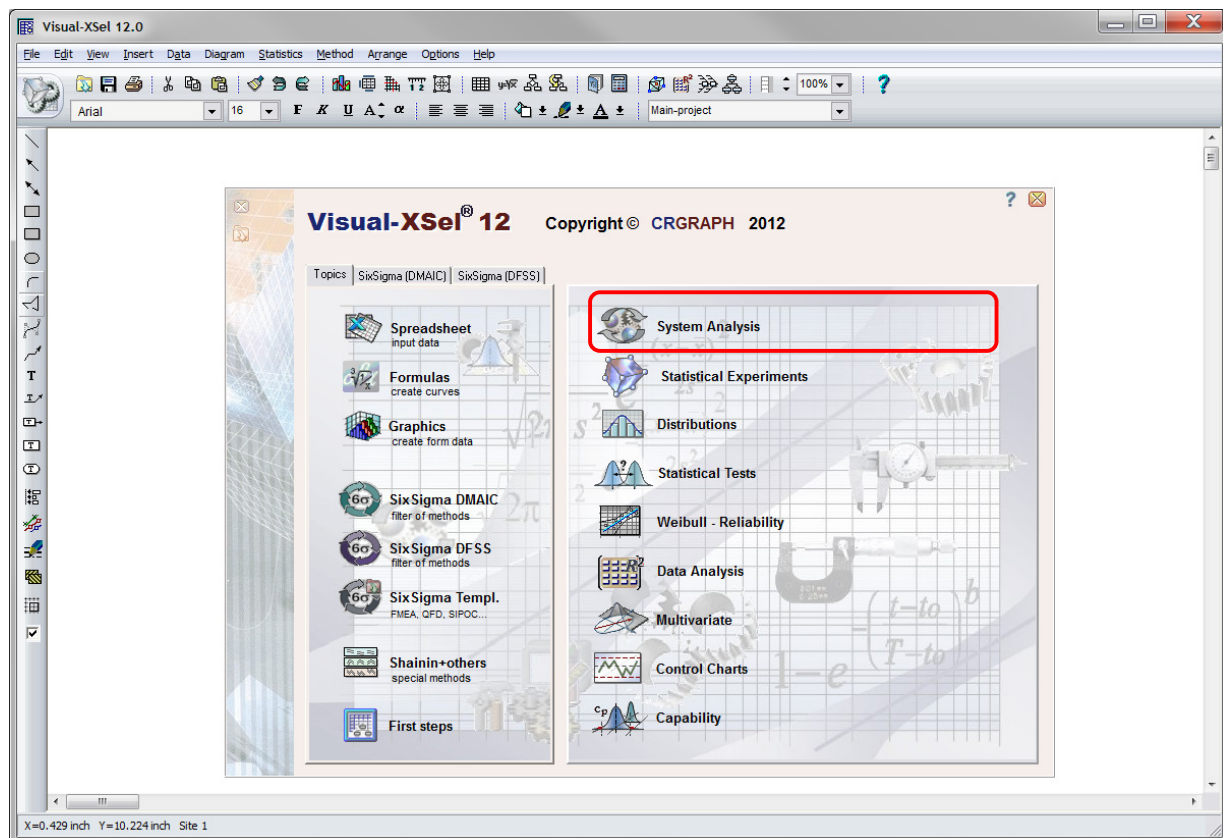 Visual-XSel 12.0
File Edit View Insert Data Diagram Statistics Method Arrange Options Help
100%
Arial 16 F K U A α A Main-project
Visual-XSel® 12 Copyright © CRGRAPH 2012
Topics SixSigma (DMAIC) SixSigma (DFSS)
Spreadsheet
input data
Formulas
create curves
Graphics
create form data
SixSigma DMAIC
filter of methods
SixSigma DFSS
filter of methods
SixSigma Templ.
FMEA, QFD, SIPOC...
Shainin+others
special methods
First steps
System Analysis
Statistical Experiments
Distributions
Statistical Tests
Weibull - Reliability
Data Analysis
Multivariate
Control Charts
Capability
X=0.429 inch Y=10.224 inch Site 1